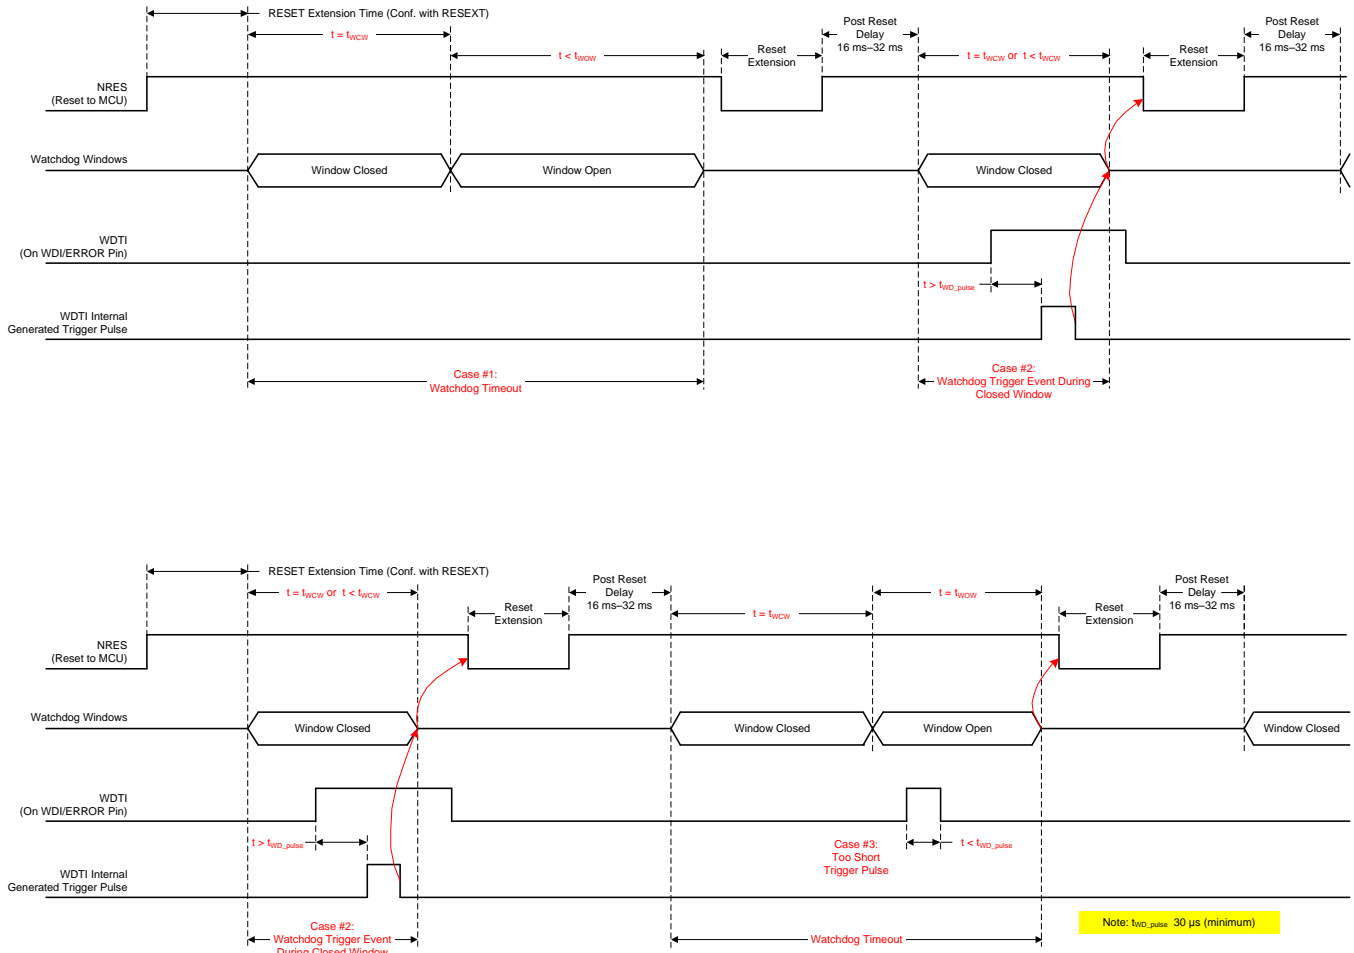 RESET Extension Time (Conf. with RESEXT)
t = tWCW
t < tWOW
Reset
Extension
Post Reset
Delay
16 ms–32 ms
t = tWCW or t < tWCW
Reset
Extension
Post Reset
Delay
16 ms–32 ms
NRES
(Reset to MCU)
Watchdog Windows
Window Closed
Window Open
Window Closed
WDTI
(On WDI/ERROR Pin)
t > tWD_pulse
WDTI Internal
Generated Trigger Pulse
Case #1:
Watchdog Timeout
Case #2:
Watchdog Trigger Event During
Closed Window
RESET Extension Time (Conf. with RESEXT)
t = tWCW or t < tWCW
Reset
Extension
Post Reset
Delay
16 ms–32 ms
t = tWCW
t = tWOW
Reset
Extension
Post Reset
Delay
16 ms–32 ms
NRES
(Reset to MCU)
Watchdog Windows
Window Closed
Window Closed
Window Open
Window Closed
WDTI
(On WDI/ERROR Pin)
t > tWD_pulse
Case #3:
Too Short
Trigger Pulse
t < tWD_pulse
WDTI Internal
Generated Trigger Pulse
Case #2:
Watchdog Trigger Event
During Closed Window
Watchdog Timeout
Note: tWD_pulse 30 µs (minimum)